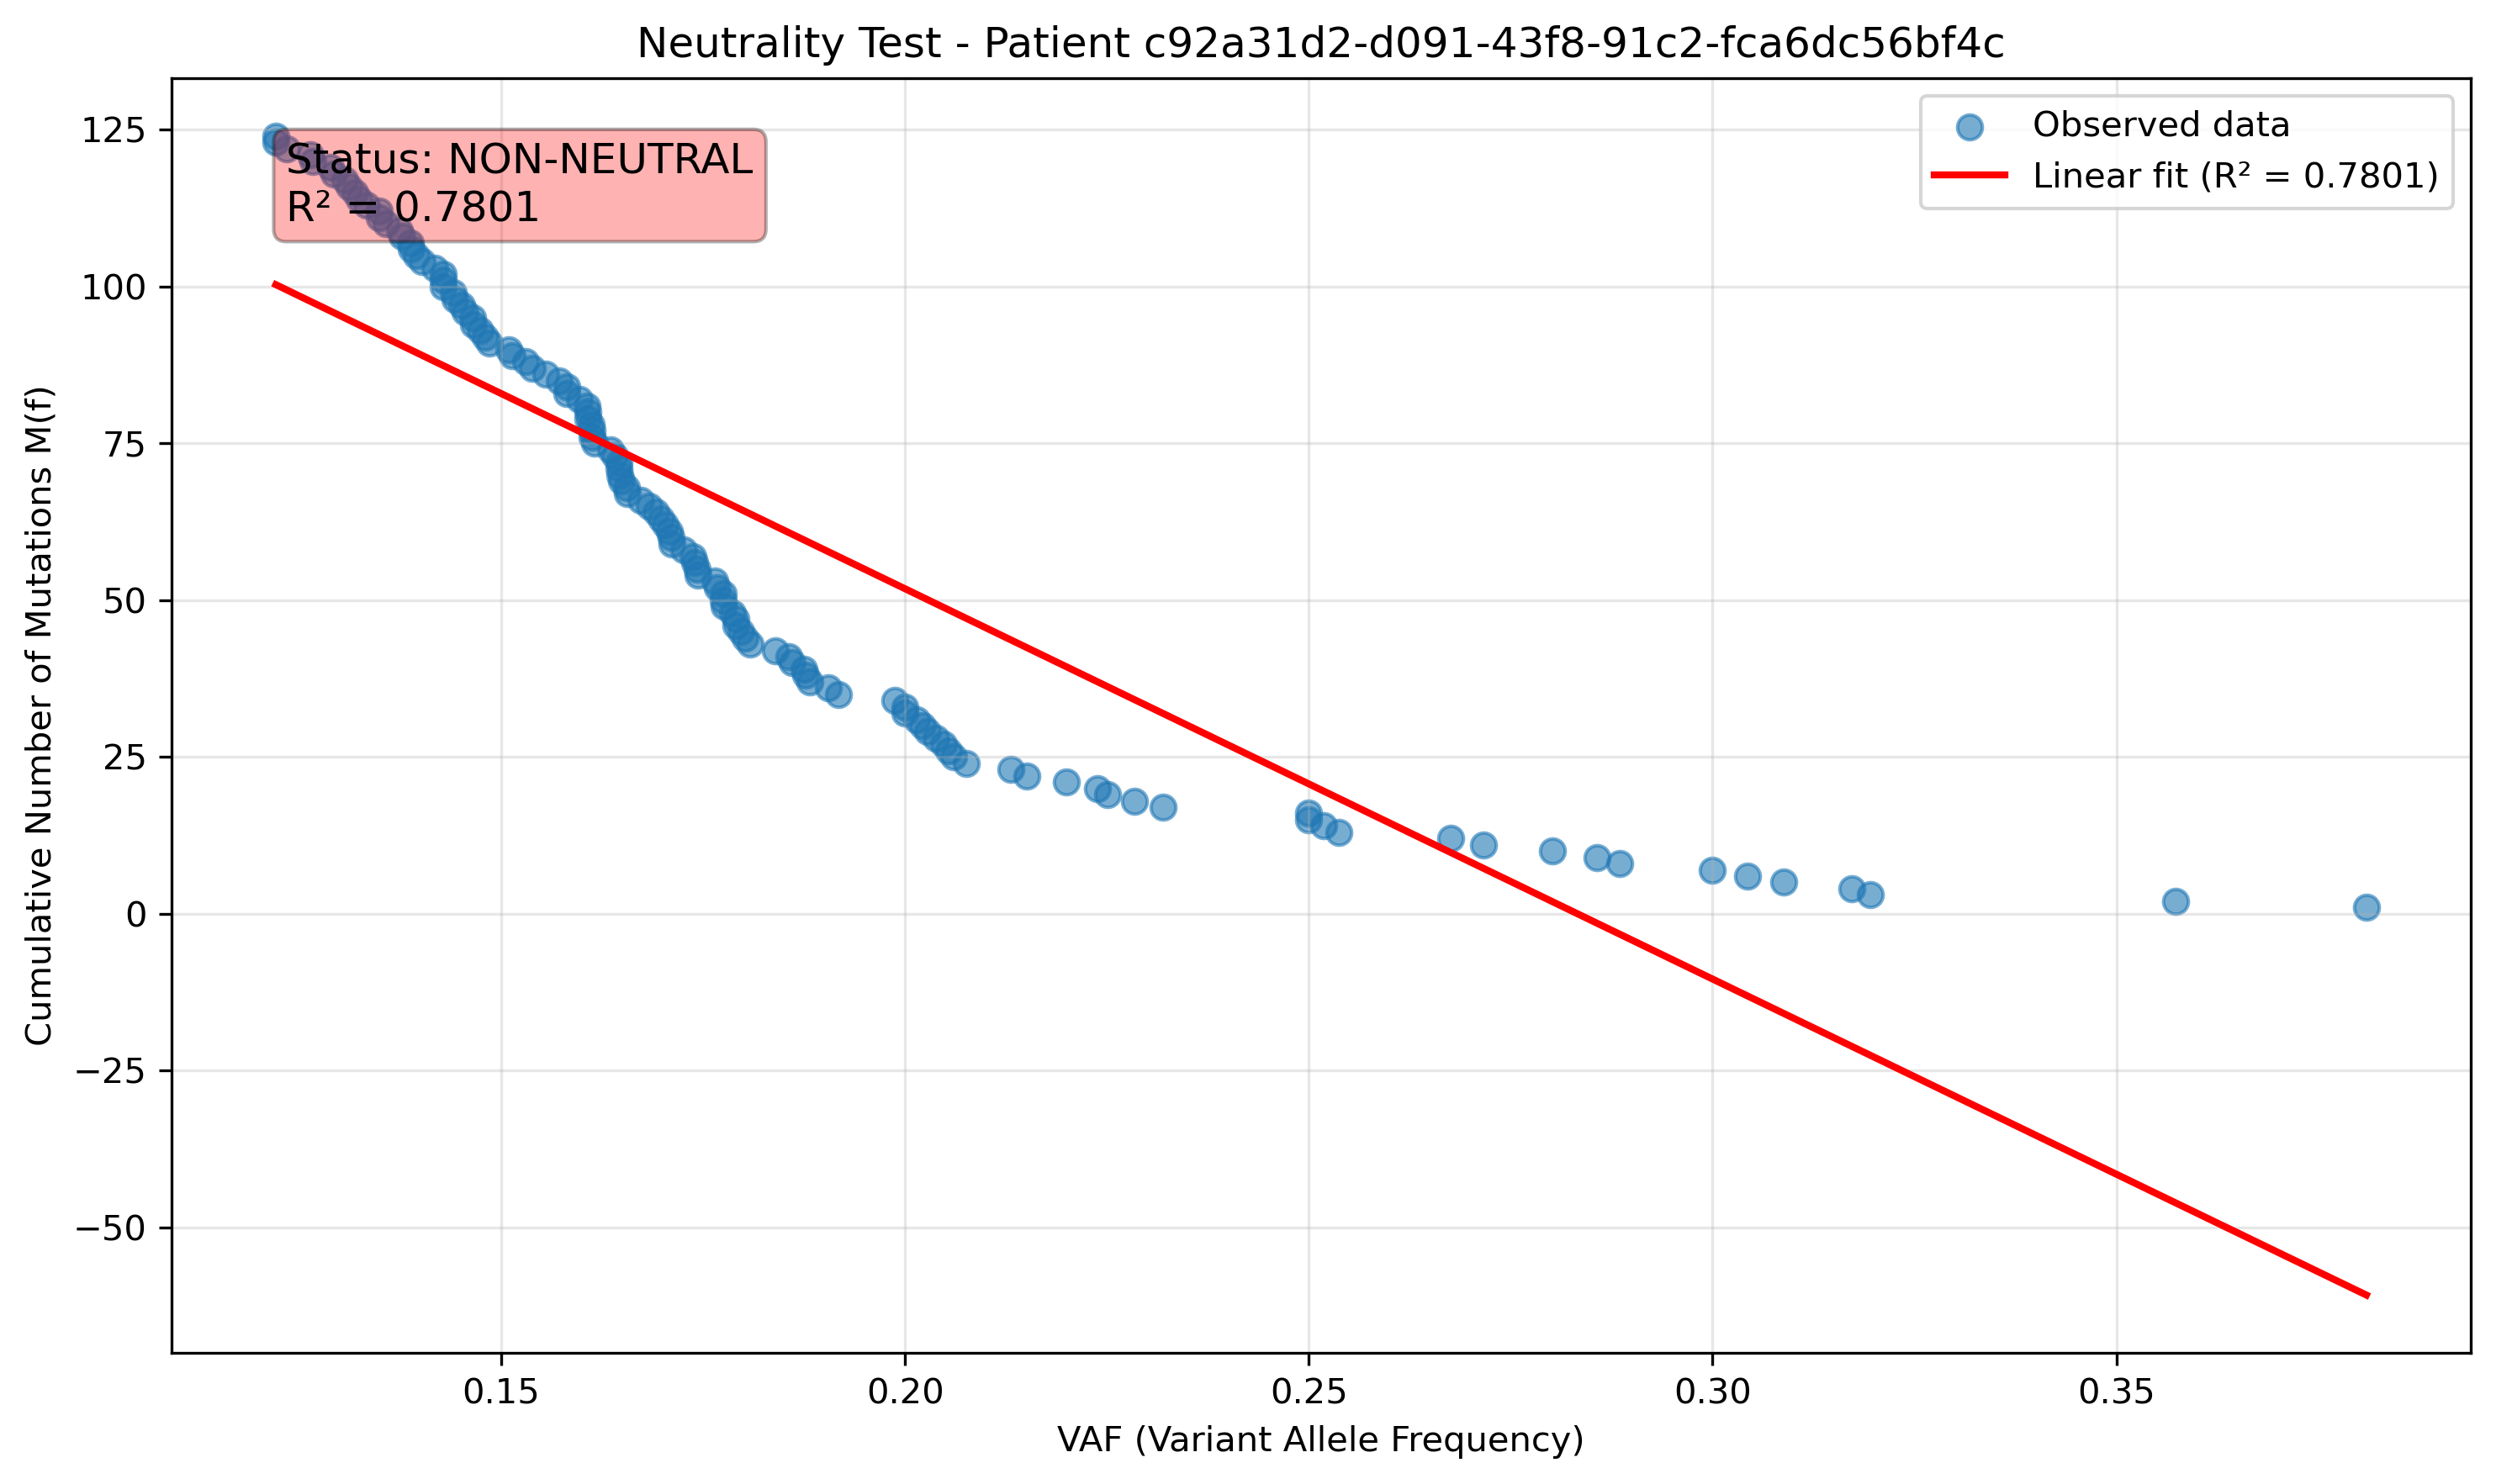 Neutrality Test - Patient c92a31d2-d091-43f8-91c2-fca6dc56bf4c
Observed data
Linear fit (R² = 0.7801)
Status: NON-NEUTRAL
R² = 0.7801
Cumulative Number of Mutations M(f)
125
100
75
50
25
0
−25
−50
0.15
0.20
0.25
0.30
0.35
VAF (Variant Allele Frequency)